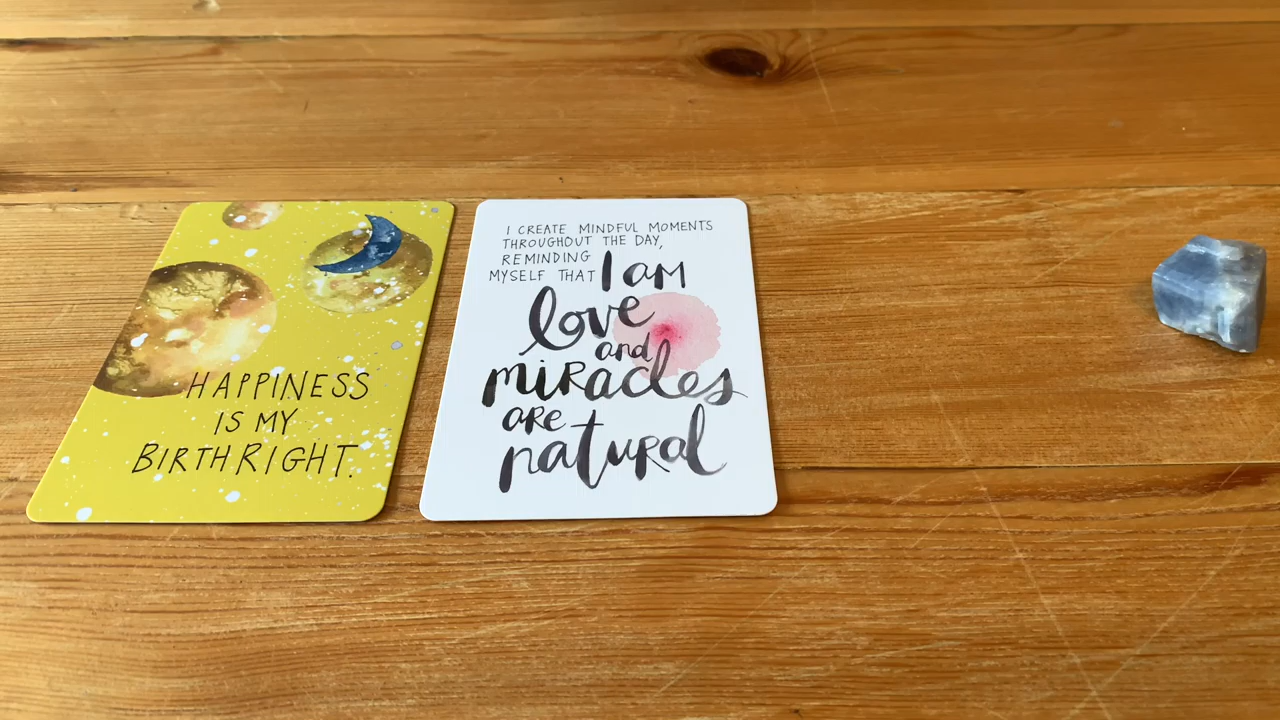 HAPPINESS
IS MY
BIRTHRIGHT.
I CREATE MINDFUL MOMENTS
THROUGHOUT THE DAY,
REMINDING
MYSELF THAT I am
love
and
miracles
are
natural